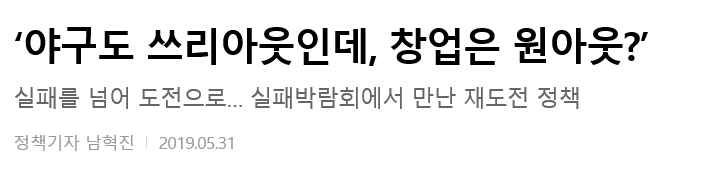 ‘야구도 쓰리아웃인데, 창업은 원아웃?’
실패를 넘어 도전으로... 실패박람회에서 만난 재도전 정책
정책기자 남혁진 | 2019.05.31